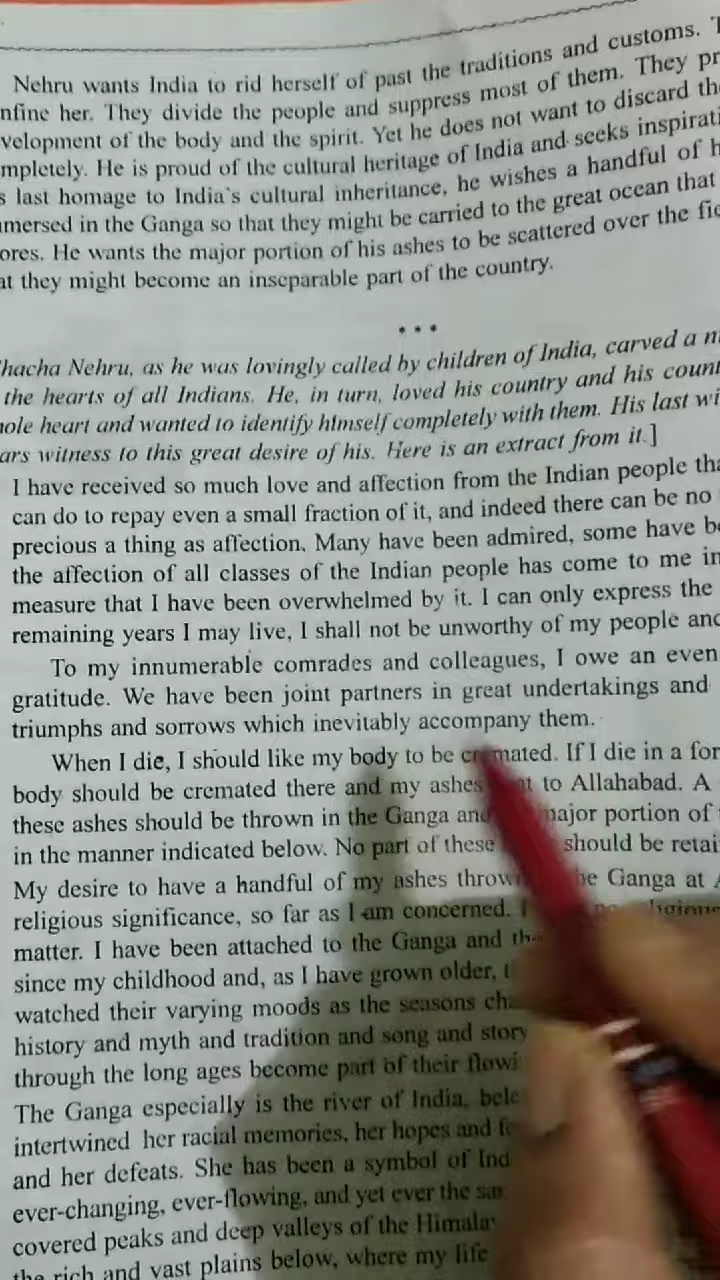 Nehru wants India to rid herself of past the traditions and customs.
nfine her. They divide the people and suppress most of them. They pr
velopment of the body and the spirit. Yet he does not want to discard th
mpletely. He is proud of the cultural heritage of India and seeks inspirati
s last homage to India's cultural inheritance, he wishes a handful of h
mersed in the Ganga so that they might be carried to the great ocean that
ores. He wants the major portion of his ashes to be scattered over the fie
at they might become an inseparable part of the country.
• • •
hacha Nehru, as he was lovingly called by children of India, carved a n
the hearts of all Indians. He, in turn, loved his country and his count
hole heart and wanted to identify himself completely with them. His last wi
ars witness to this great desire of his. Here is an extract from it.]
I have received so much love and affection from the Indian people tha
can do to repay even a small fraction of it, and indeed there can be no
precious a thing as affection. Many have been admired, some have be
the affection of all classes of the Indian people has come to me in
measure that I have been overwhelmed by it. I can only express the
remaining years I may live, I shall not be unworthy of my people and
To my innumerable comrades and colleagues, I owe an even
gratitude. We have been joint partners in great undertakings and
triumphs and sorrows which inevitably accompany them.
When I die, I should like my body to be cremated. If I die in a for
body should be cremated there and my ashes to Allahabad. A
these ashes should be thrown in the Ganga and major portion of
in the manner indicated below. No part of these should be retai
My desire to have a handful of my ashes thrown the Ganga at
religious significance, so far as I am concerned.
matter. I have been attached to the Ganga and
since my childhood and, as I have grown older,
watched their varying moods as the seasons ch
history and myth and tradition and song and story
through the long ages become part of their flowi
The Ganga especially is the river of India, bel
intertwined her racial memories, her hopes and f
and her defeats. She has been a symbol of Ind
ever-changing, ever-flowing, and yet ever the sa
covered peaks and deep valleys of the Himala
the rich and vast plains below, where my life